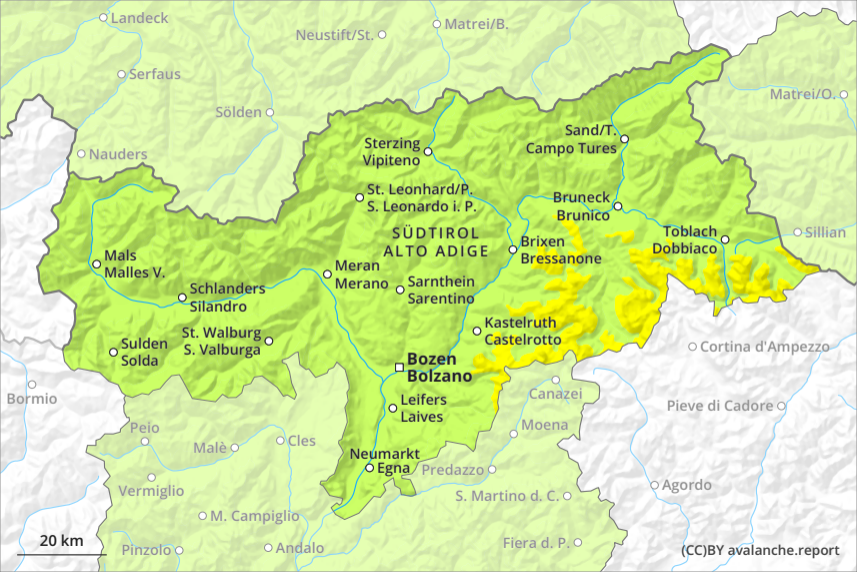 Landeck
Matrei/B.
Neustift/St.
Serfaus
Matrei/O.
Sölden
Sand/T.
Campo Tures
Sterzing
Vipiteno
Nauders
St. Leonhard/P.
S. Leonardo i. P.
Bruneck
Brunico
SÜDTIROL
ALTO ADIGE
Toblach
Dobbiaco
Sillian
Brixen
Bressanone
Mals
Malles V.
Meran
Merano
Sarnthein
Sarentino
Schlanders
Silandro
Kastelruth
Castelrotto
St. Walburg
S. Valburga
Sulden
Solda
Cortina d'Ampezzo
Bozen
Bolzano
Bormio
Canazei
Leifers
Laives
Pieve di Cadore
Peio
Moena
Malè
Cles
Neumarkt
Egna
Predazzo
Vermiglio
Agordo
S. Martino d. C.
M. Campiglio
20 km
Pinzolo
Andalo
Fiera d. P.
(CC)BY avalanche.report